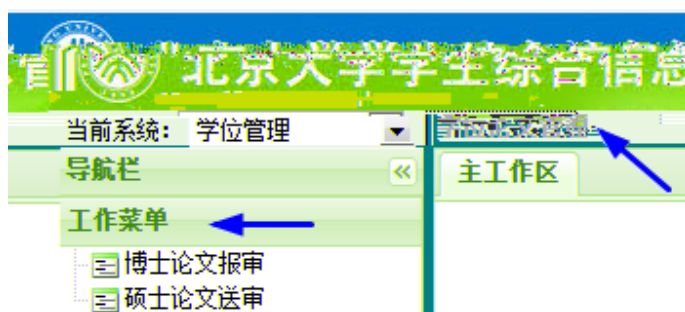 北京大学学生综合信息
当前系统： 学位管理
导航栏
主工作区
工作菜单
博士论文报审
硕士论文送审